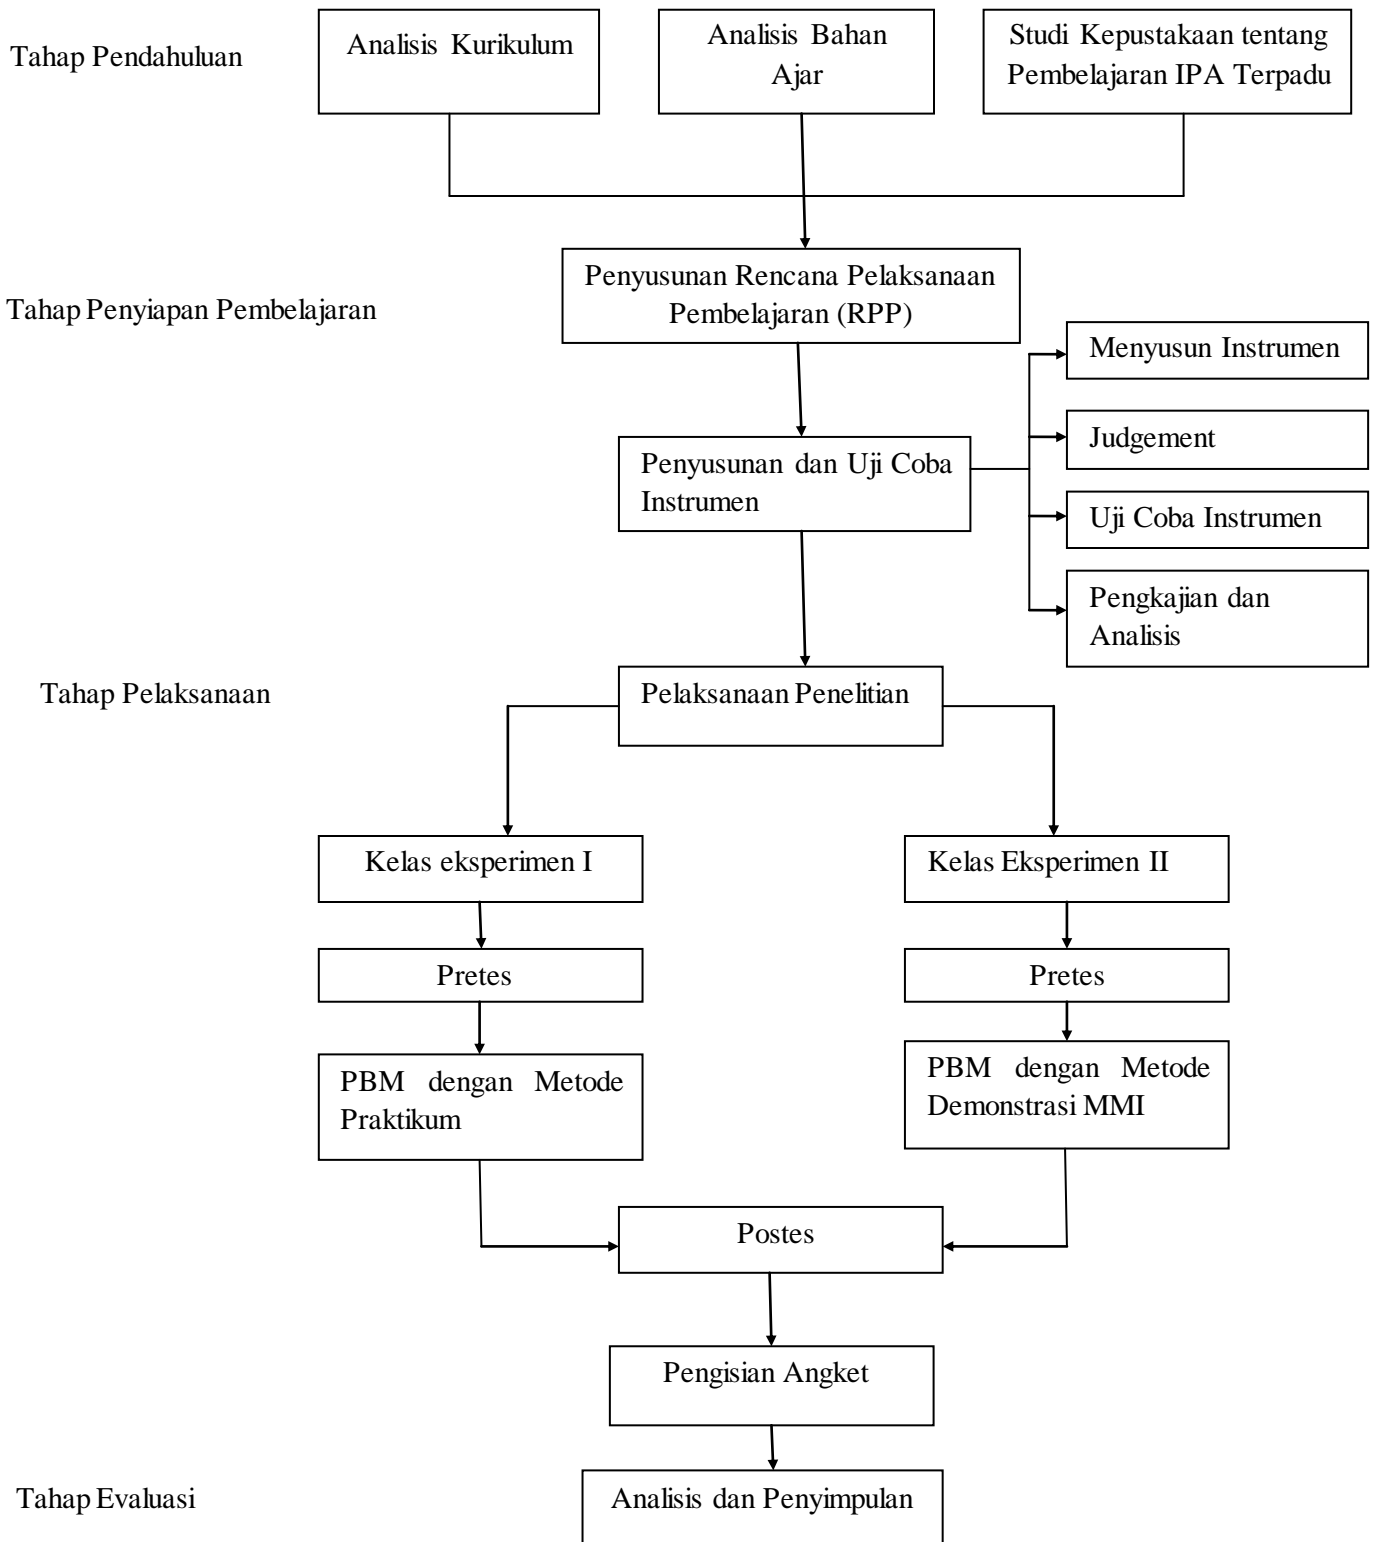 Tahap Pendahuluan
Analisis Kurikulum
Analisis Bahan
Ajar
Studi Kepustakaan tentang
Pembelajaran IPA Terpadu
Tahap Penyiapan Pembelajaran
Penyusunan Rencana Pelaksanaan
Pembelajaran (RPP)
Penyusunan dan Uji Coba
Instrumen
Menyusun Instrumen
Judgement
Uji Coba Instrumen
Pengkajian dan
Analisis
Tahap Pelaksanaan
Pelaksanaan Penelitian
Kelas eksperimen I
Kelas Eksperimen II
Pretes
Pretes
PBM dengan Metode
Praktikum
PBM dengan Metode
Demonstrasi MMI
Postes
Pengisian Angket
Tahap Evaluasi
Analisis dan Penyimpulan